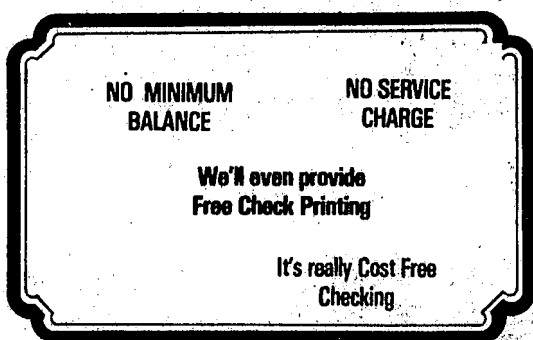 NO MINIMUM
BALANCE
NO SERVICE
CHARGE
We'll even provide
Free Check Printing
It's really Cost Free
Checking